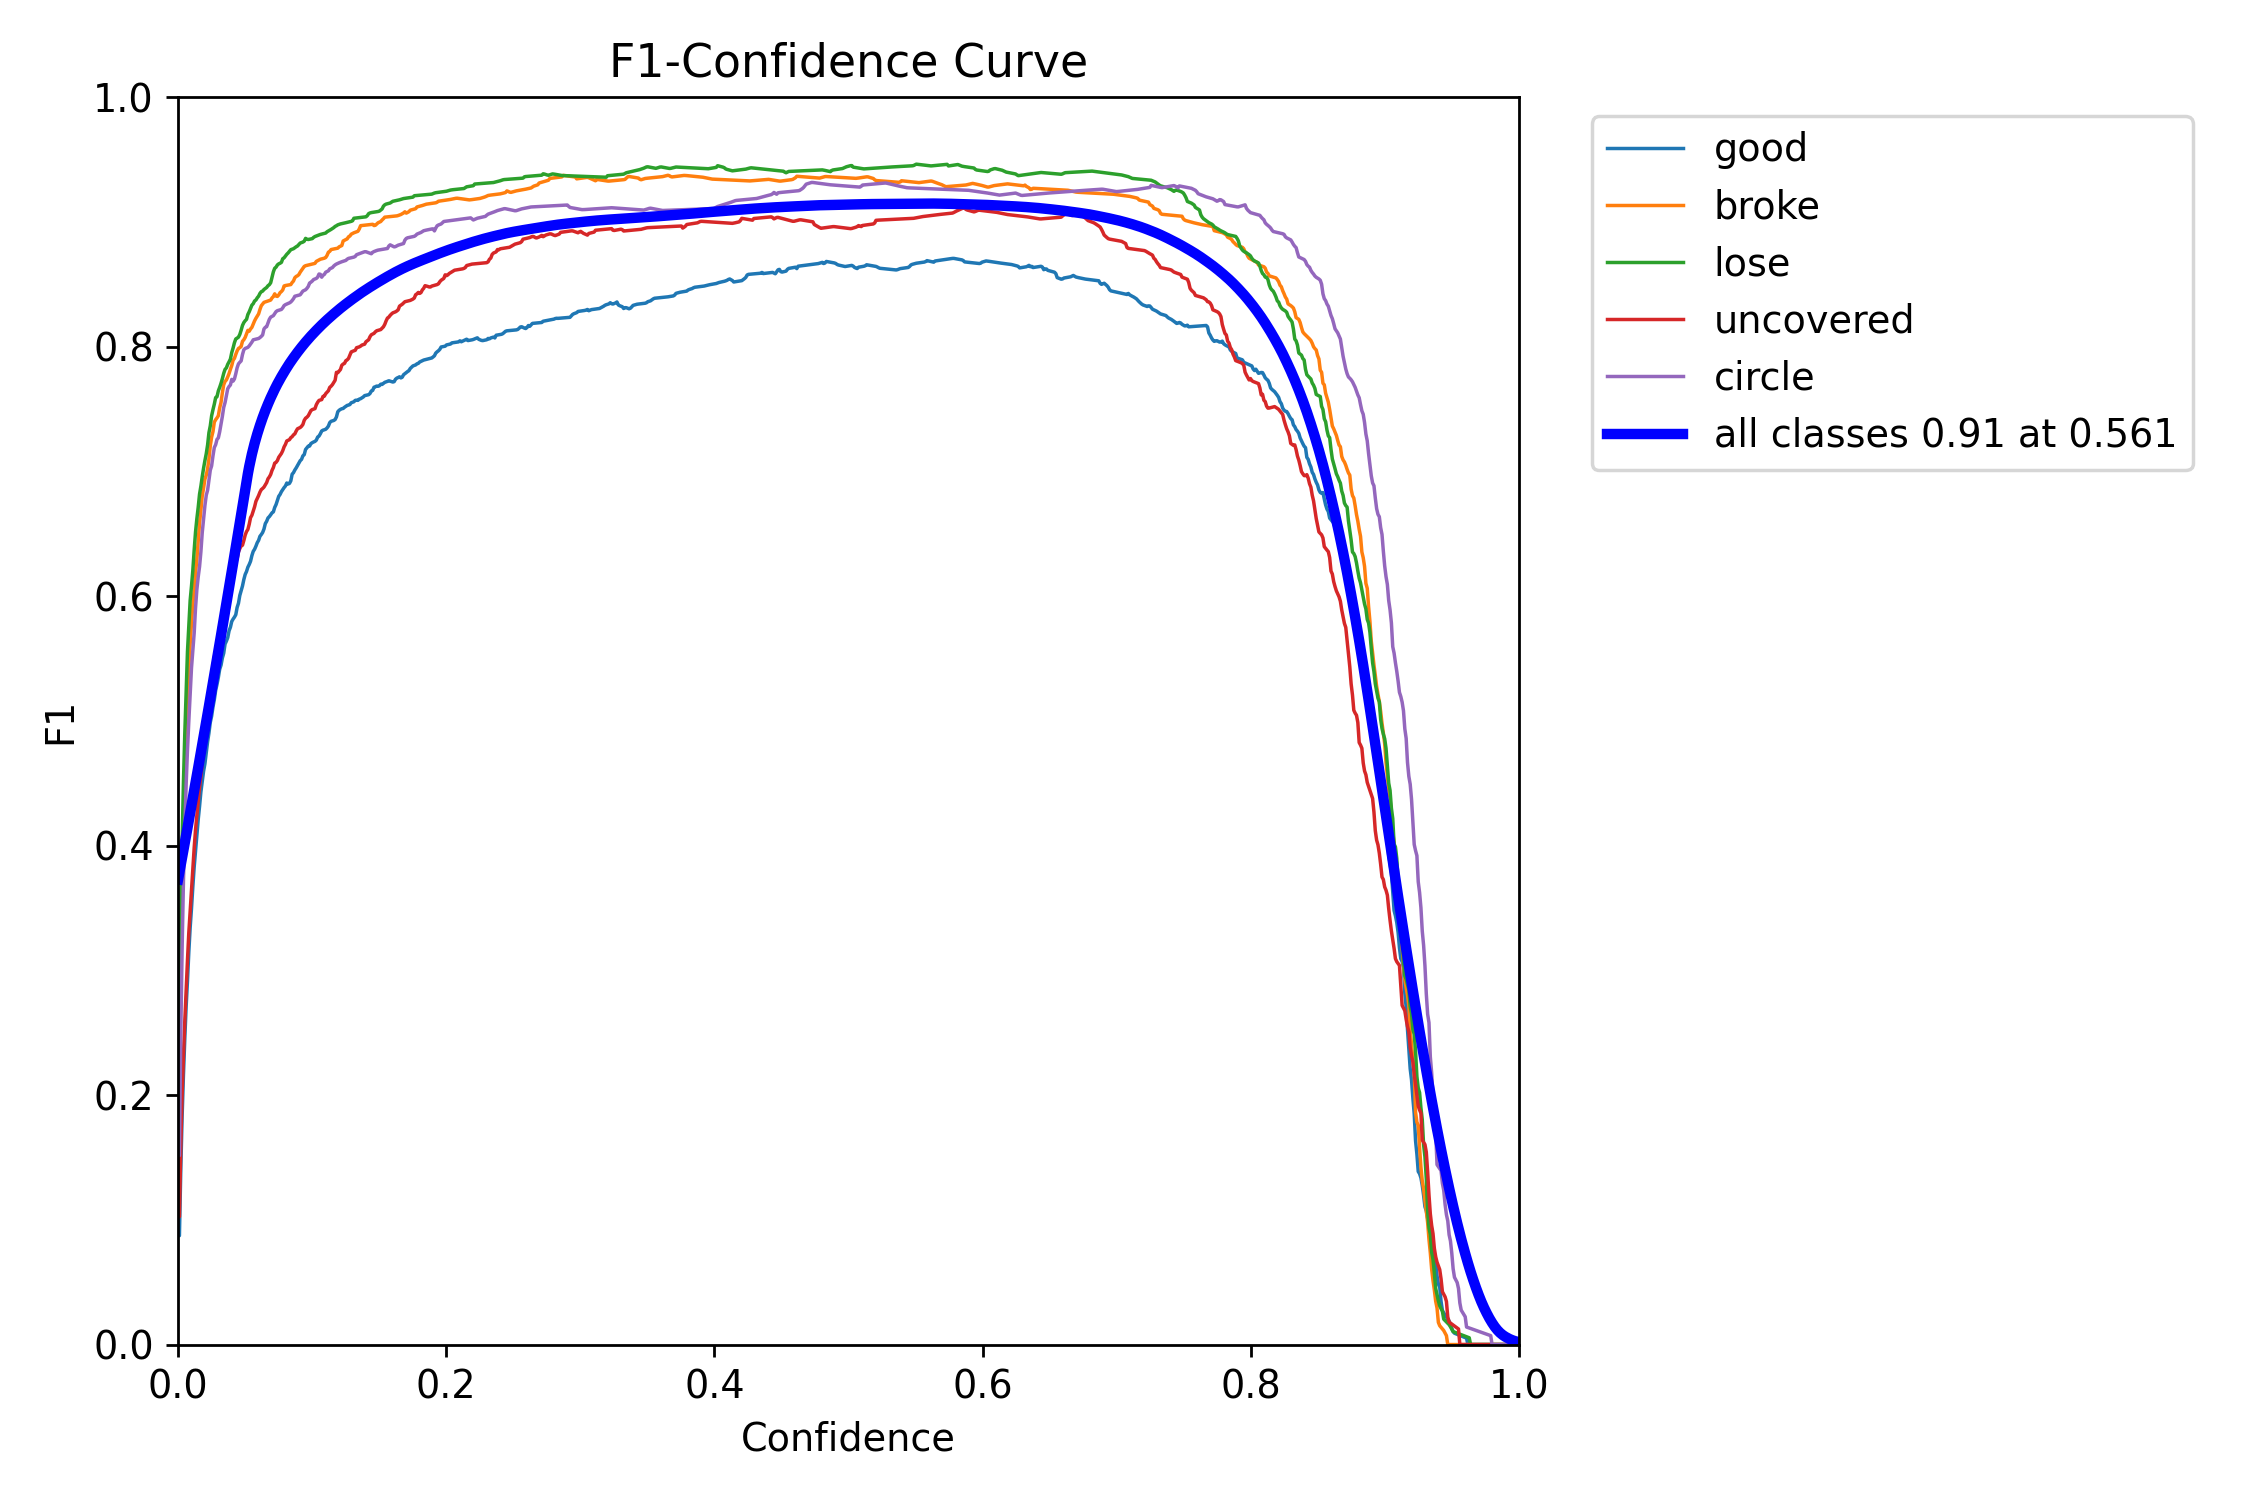 F1-Confidence Curve
1.0
0.8
0.6
0.4
0.2
0.0
F1
0.0 0.2 0.4 0.6 0.8 1.0
Confidence
good
broke
lose
uncovered
circle
all classes 0.91 at 0.561